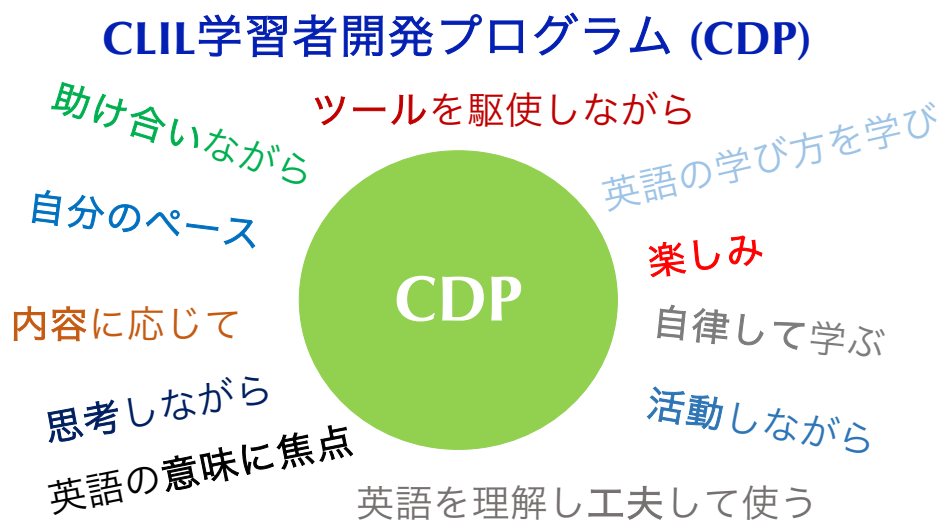 CLIL学習者開発プログラム (CDP)
助け合いながら
ツールを駆使しながら
英語の学び方を学び
自分のペース
楽しみ
CDP
内容に応じて
自律して学ぶ
思考しながら
活動しながら
英語の意味に焦点
英語を理解し工夫して使う